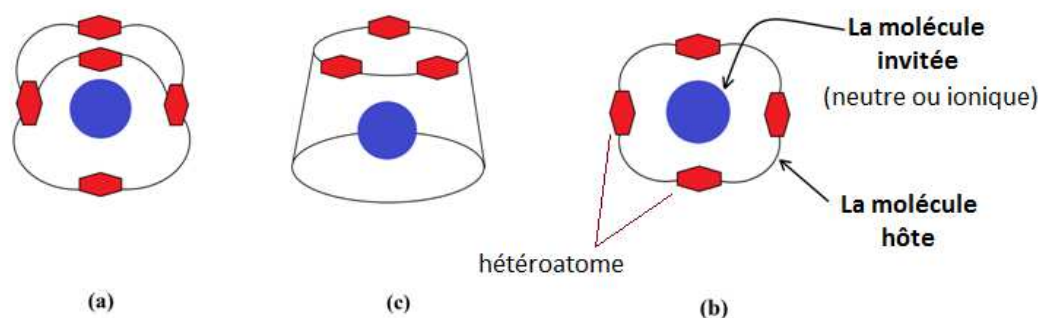 La molécule
invitée
(neutre ou ionique)
La molécule
hôte
hétéroatome
(a)
(c)
(b)